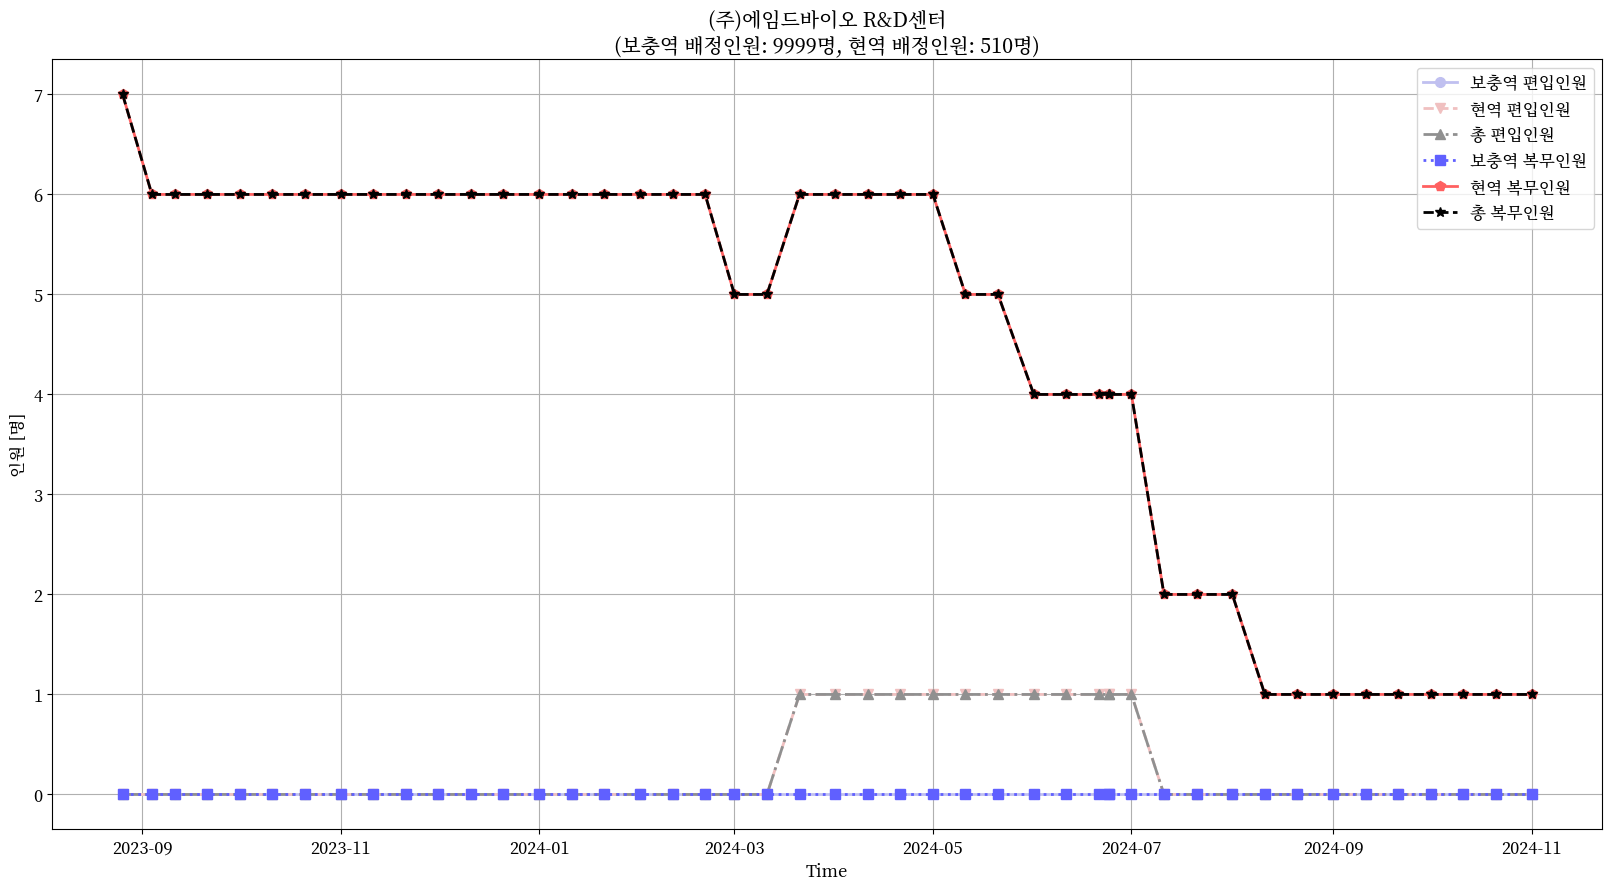 (주)에임드바이오 R&D센터
(보충역 배정인원: 9999명, 현역 배정인원: 510명)
보충역 편입인원
현역 편입인원
총 편입인원
보충역 복무인원
현역 복무인원
총 복무인원
인원 [명]
7
6
5
4
3
2
1
0
2023-09
2023-11
2024-01
2024-03
2024-05
2024-07
2024-09
2024-11
Time